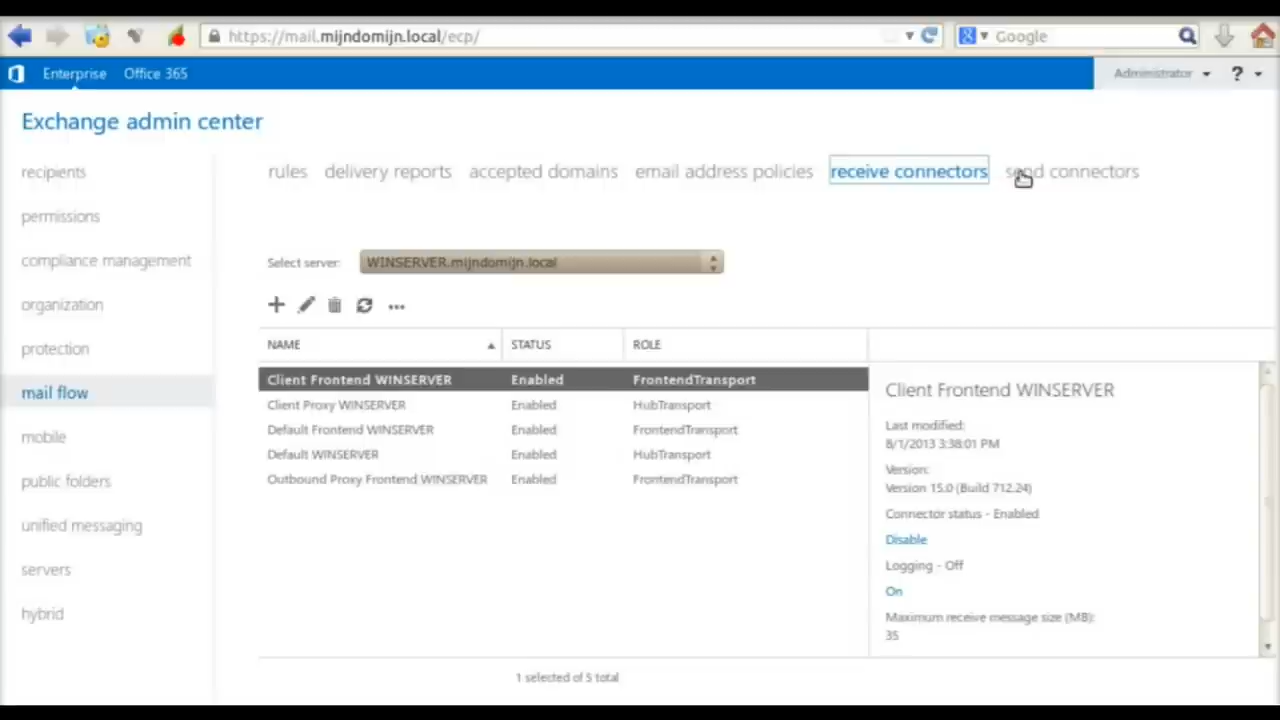 https://mail.mijndomijn.local/ecp/
Google
Enterprise Office 365
Administrator ?
Exchange admin center
recipients
permissions
compliance management
organization
protection
mail flow
mobile
public folders
unified messaging
servers
hybrid
rules delivery reports accepted domains email address policies receive connectors send connectors
Select server: WINSERVER.mijndomijn.local
NAME STATUS ROLE
Client Frontend WINSERVER Enabled FrontendTransport
Client Proxy WINSERVER Enabled HubTransport
Default Frontend WINSERVER Enabled FrontendTransport
Default WINSERVER Enabled HubTransport
Outbound Proxy Frontend WINSERVER Enabled FrontendTransport
Client Frontend WINSERVER
Last modified:
8/1/2013 3:38:01 PM
Version:
Version 15.0 (Build 712.24)
Connector status - Enabled
Disable
Logging - Off
On
Maximum receive message size (MB):
35
1 selected of 5 total